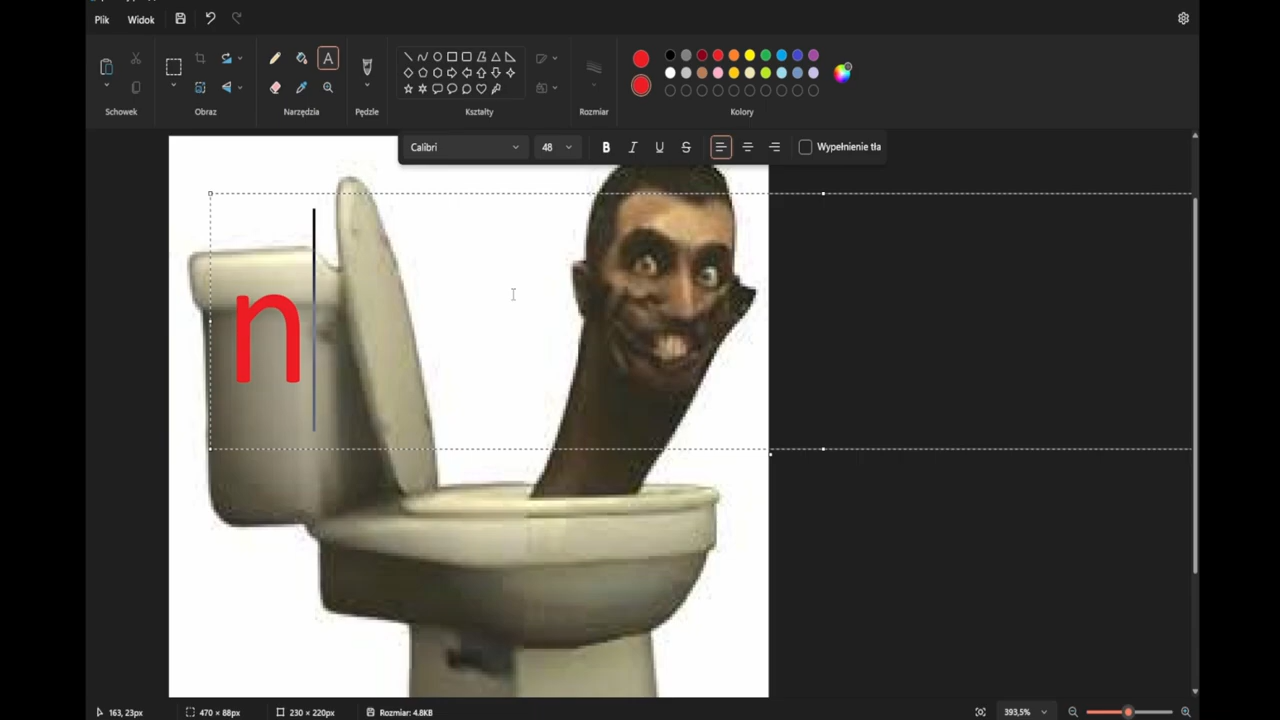 Plik Widok
Schowek Obraz Narzędzia Pędzle Kształty Rozmiar Kolory
Calibri 48 B I U S Wypełnienie tła
n
163, 23px 470 × 88px 230 × 220px Rozmiar: 4.8KB 393,5%